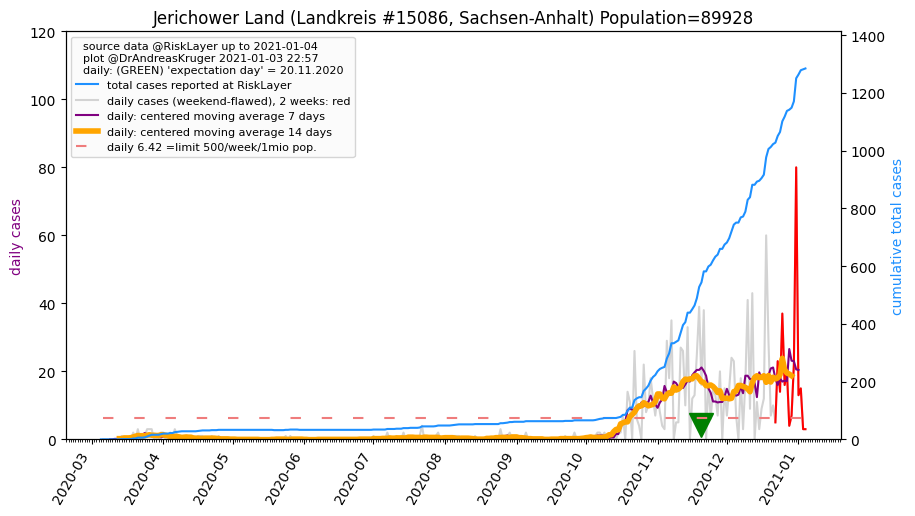 Jerichower Land (Landkreis #15086, Sachsen-Anhalt) Population=89928
source data @RiskLayer up to 2021-01-04
plot @DrAndreasKruger 2021-01-03 22:57
daily: (GREEN) 'expectation day' = 20.11.2020
total cases reported at RiskLayer
daily cases (weekend-flawed), 2 weeks: red
daily: centered moving average 7 days
daily: centered moving average 14 days
daily 6.42 =limit 500/week/1mio pop.
daily cases
120
100
80
60
40
20
0
cumulative total cases
1400
1200
1000
800
600
400
200
0
2020-03
2020-04
2020-05
2020-06
2020-07
2020-08
2020-09
2020-10
2020-11
2020-12
2021-01